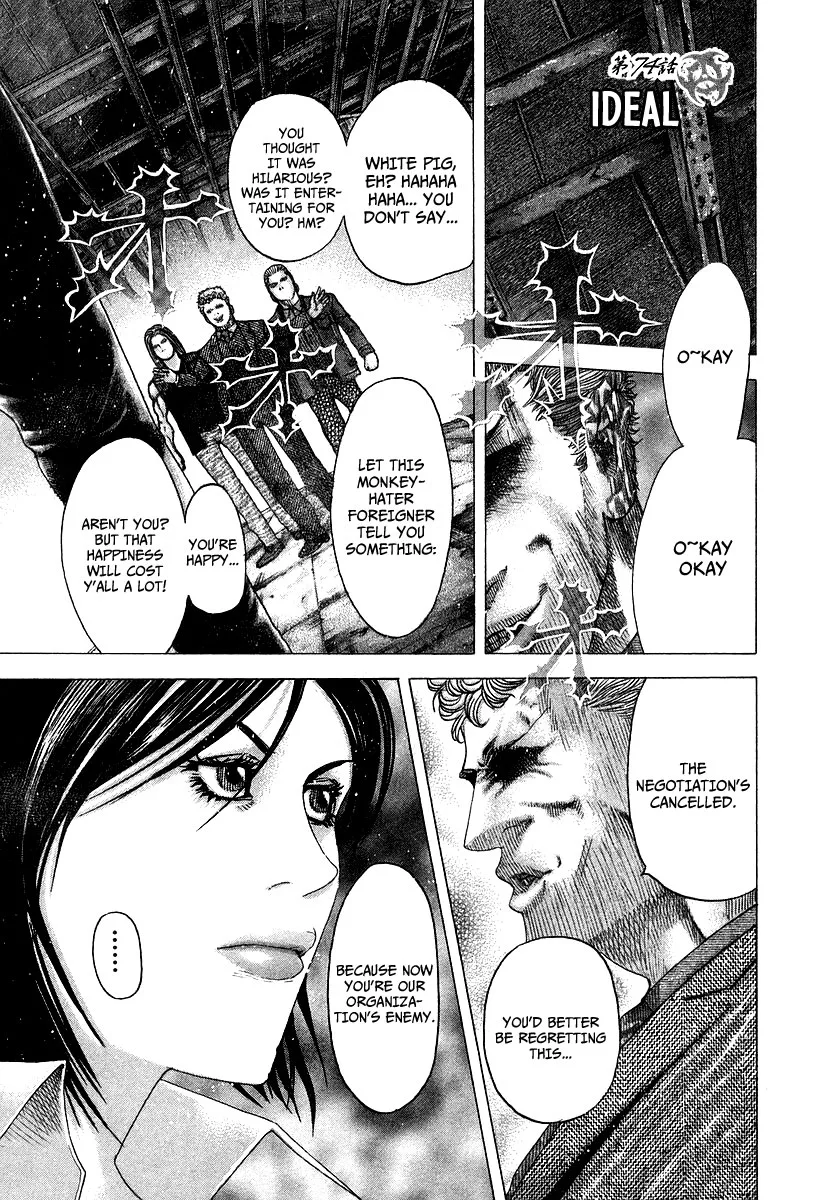 第74話
IDEAL
O~KAY
O~KAY
OKAY
WHITE PIG,
EH? HAHAHA
HAHA... YOU
DON'T SAY...
YOU
THOUGHT
IT WAS
HILARIOUS?
WAS IT ENTER-
TAINING FOR
YOU? HM?
LET THIS
MONKEY-
HATER
FOREIGNER
TELL YOU
SOMETHING:
YOU'RE
HAPPY...
AREN'T YOU?
BUT THAT
HAPPINESS
WILL COST
Y'ALL A LOT!
THE
NEGOTIATION'S
CANCELLED.
YOU'D BETTER
BE REGRETTING
THIS...
BECAUSE NOW
YOU'RE OUR
ORGANIZA-
TION'S ENEMY.
......